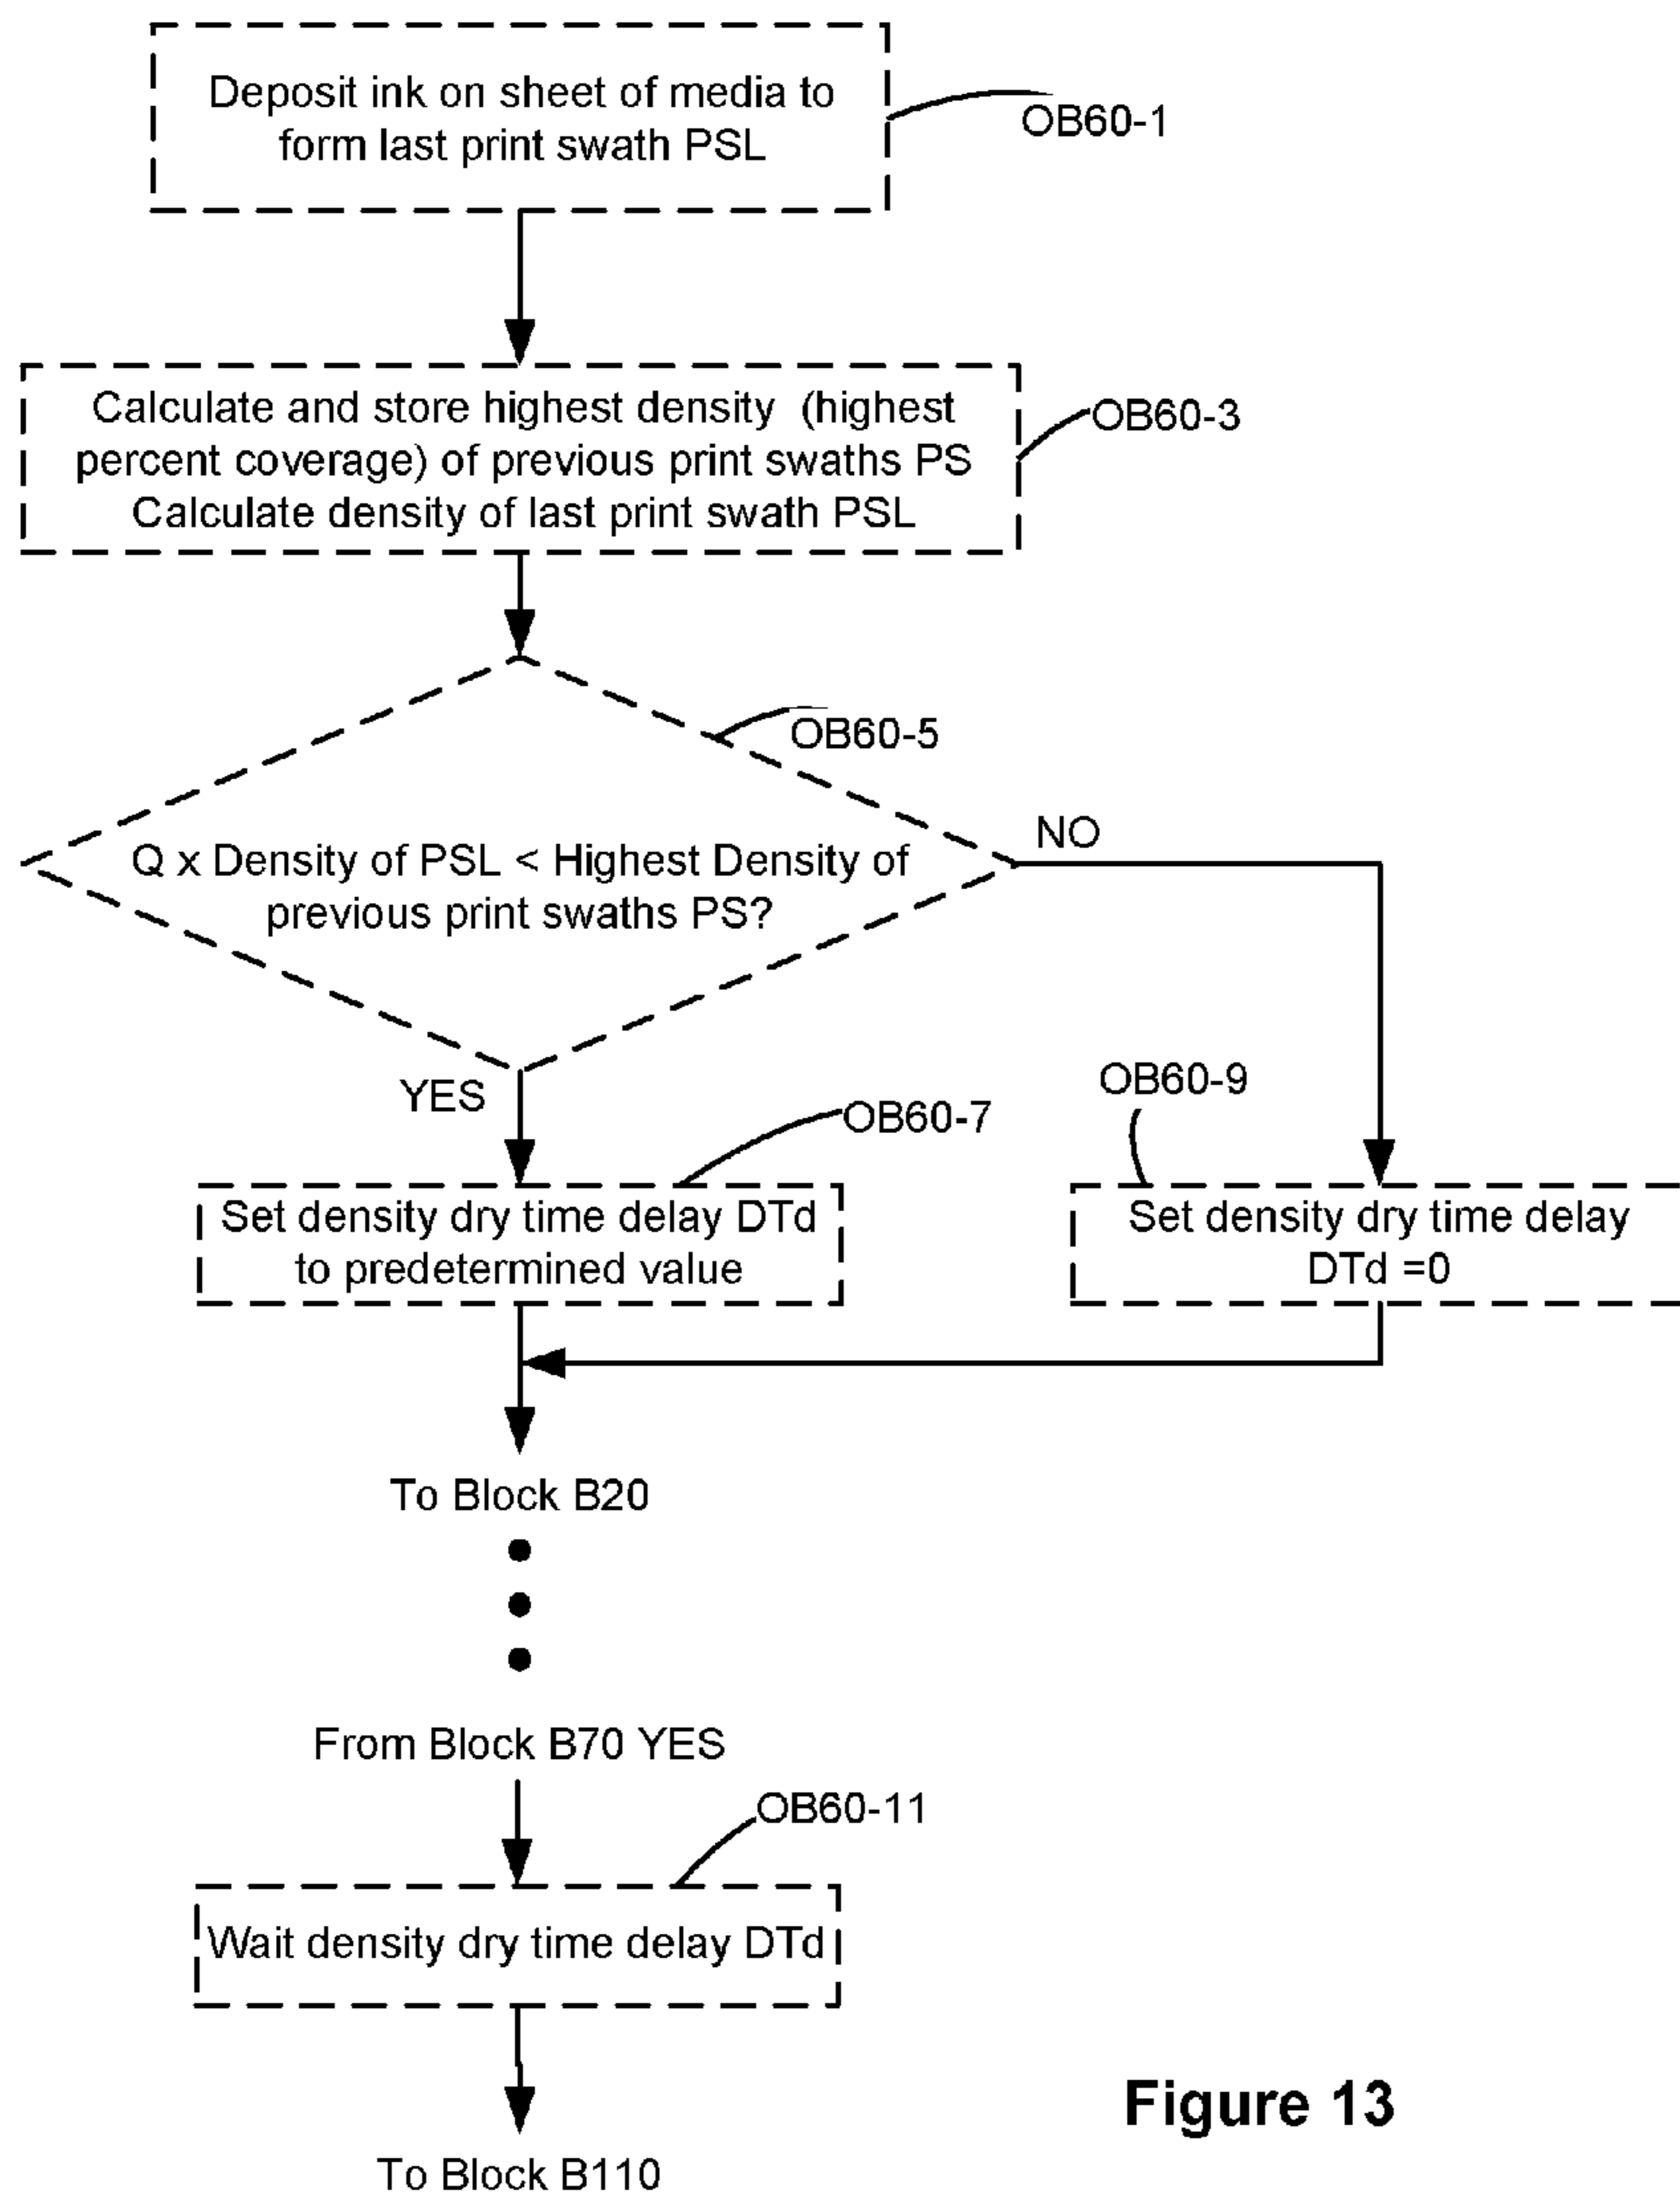 Deposit ink on sheet of media to
form last print swath PSL
OB60-1
Calculate and store highest density (highest
percent coverage) of previous print swaths PS
Calculate density of last print swath PSL
OB60-3
OB60-5
Q x Density of PSL < Highest Density of
previous print swaths PS?
NO
YES
OB60-7
OB60-9
Set density dry time delay DTd
to predetermined value
Set density dry time delay
DTd =0
To Block B20
From Block B70 YES
OB60-11
Wait density dry time delay DTd
To Block B110
Figure 13